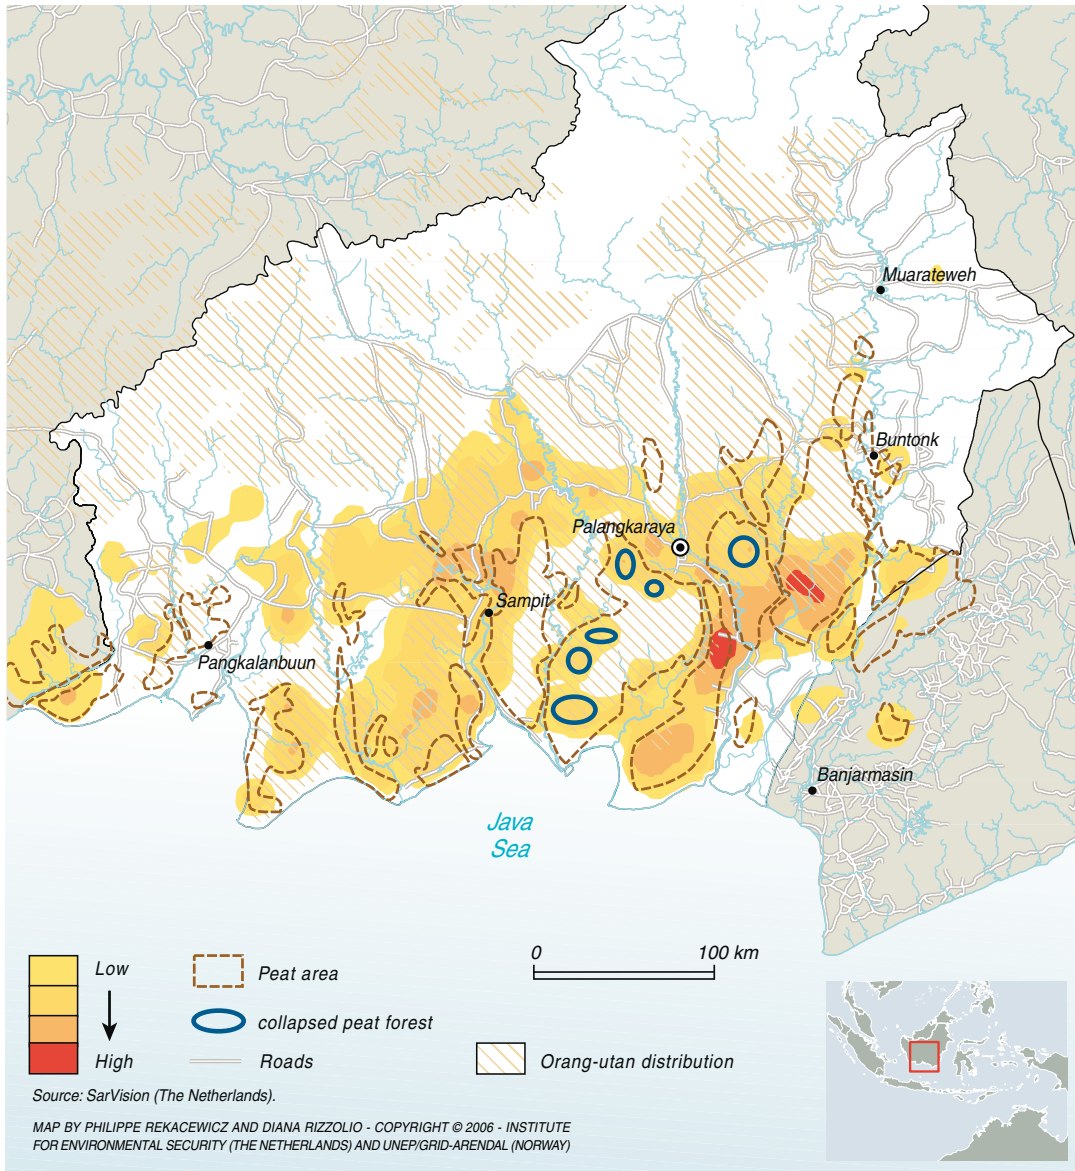 Muarateweh
Buntonk
Palangkaraya
Sampit
Pangkalanbuun
Banjarmasin
Java
Sea
0 100 km
Low
High
Peat area
collapsed peat forest
Roads
Orang-utan distribution
Source: SarVision (The Netherlands).
MAP BY PHILIPPE REKACEWICZ AND DIANA RIZZOLIO - COPYRIGHT © 2006 - INSTITUTE
FOR ENVIRONMENTAL SECURITY (THE NETHERLANDS) AND UNEP/GRID-ARENDAL (NORWAY)